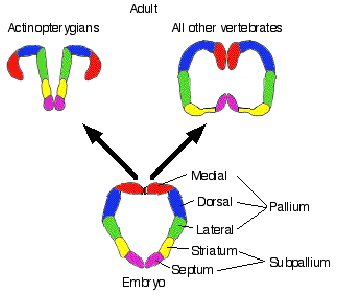 Adult
Actinopterygians
All other vertebrates
Medial
Dorsal
Pallium
Lateral
Striatum
Subpallium
Septum
Embryo